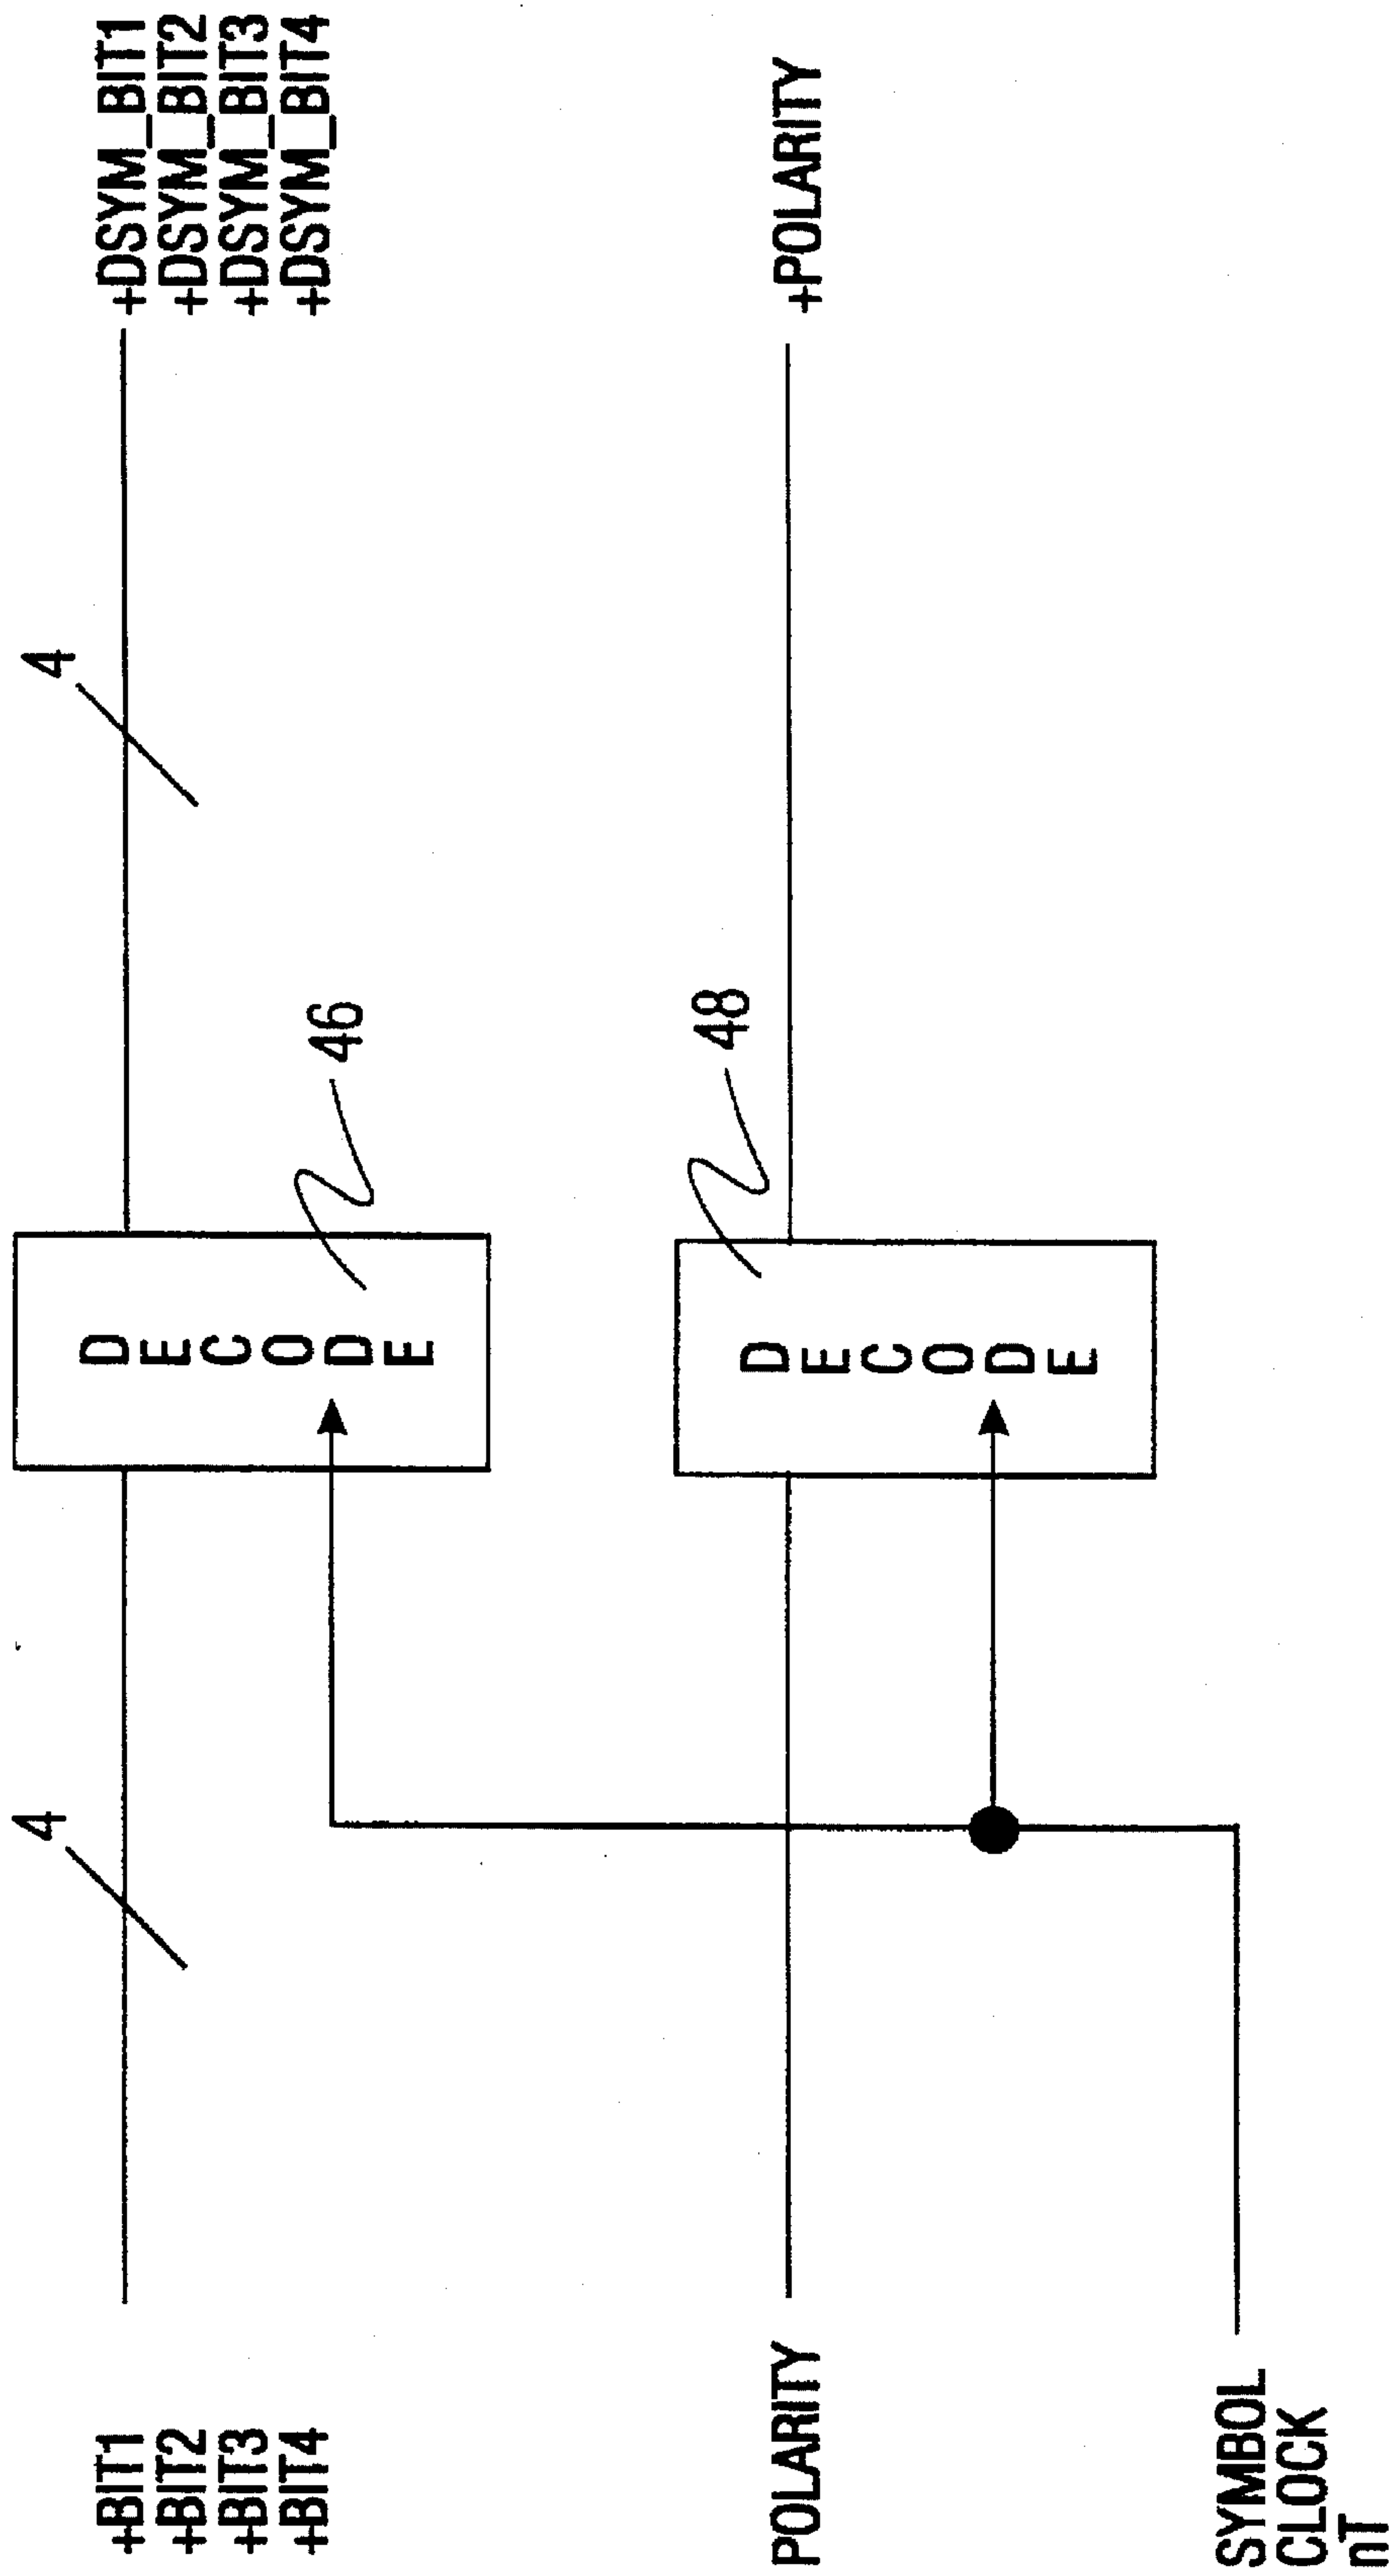 +BIT1
+BIT2
+BIT3
+BIT4
4
DECODE
46
4
+DSYM_BIT1
+DSYM_BIT2
+DSYM_BIT3
+DSYM_BIT4
POLARITY
DECODE
48
+POLARITY
SYMBOL
CLOCK
nT